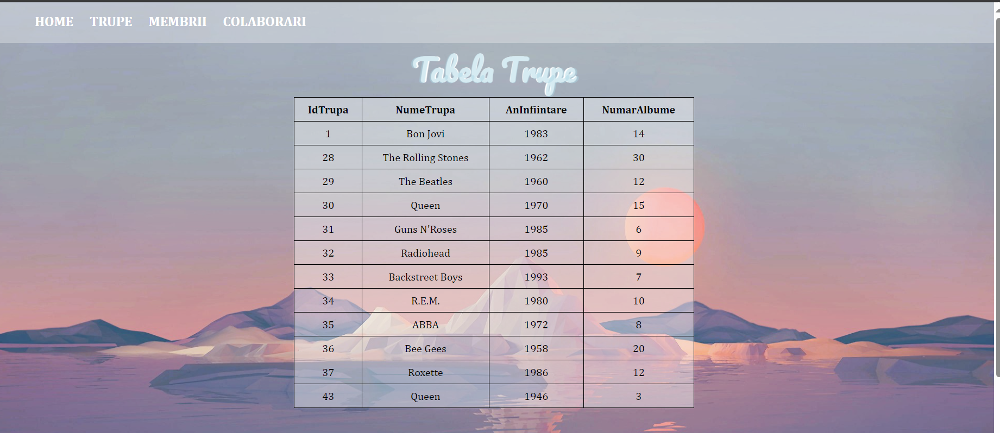 HOME TRUPE MEMBRII COLABORARI
Tabela Trupe
IdTrupa NumeTrupa AnInfiintare NumarAlbume
1 Bon Jovi 1983 14
28 The Rolling Stones 1962 30
29 The Beatles 1960 12
30 Queen 1970 15
31 Guns N'Roses 1985 6
32 Radiohead 1985 9
33 Backstreet Boys 1993 7
34 R.E.M. 1980 10
35 ABBA 1972 8
36 Bee Gees 1958 20
37 Roxette 1986 12
43 Queen 1946 3